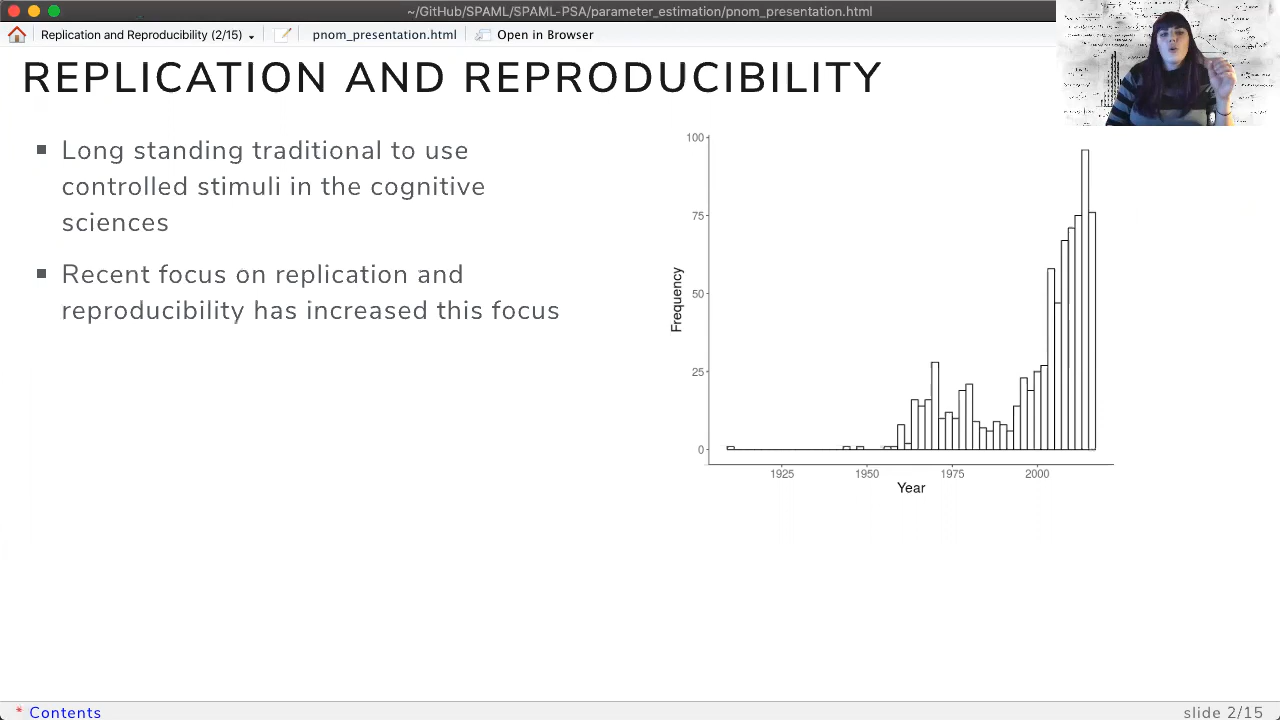 ~/GitHub/SPAML/SPAML-PSA/parameter_estimation/pnom_presentation.html
Replication and Reproducibility (2/15)
pnom_presentation.html
Open in Browser
REPLICATION AND REPRODUCIBILITY
Long standing traditional to use
controlled stimuli in the cognitive
sciences
Recent focus on replication and
reproducibility has increased this focus
100
75
50
25
0
Frequency
1925 1950 1975 2000
Year
* Contents
slide 2/15